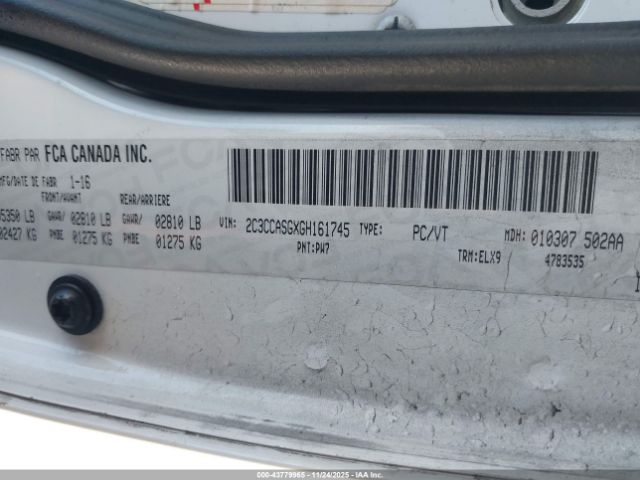 FABR PAR FCA CANADA INC.
MFG/DATE DE FABR 1-16
FRONT/AVANT REAR/ARRIERE
5350 LB GAWR/ 02810 LB GAWR/ 02810 LB
02427 KG PNBE 01275 KG PNBE 01275 KG
VIN: 2C3CCASGXGH161745 TYPE: PC/VT MDH: 010307 502AA
PNT:PW7 TRM:ELX9 4783535
000-43779965 - 11/24/2025 - IAAI.com